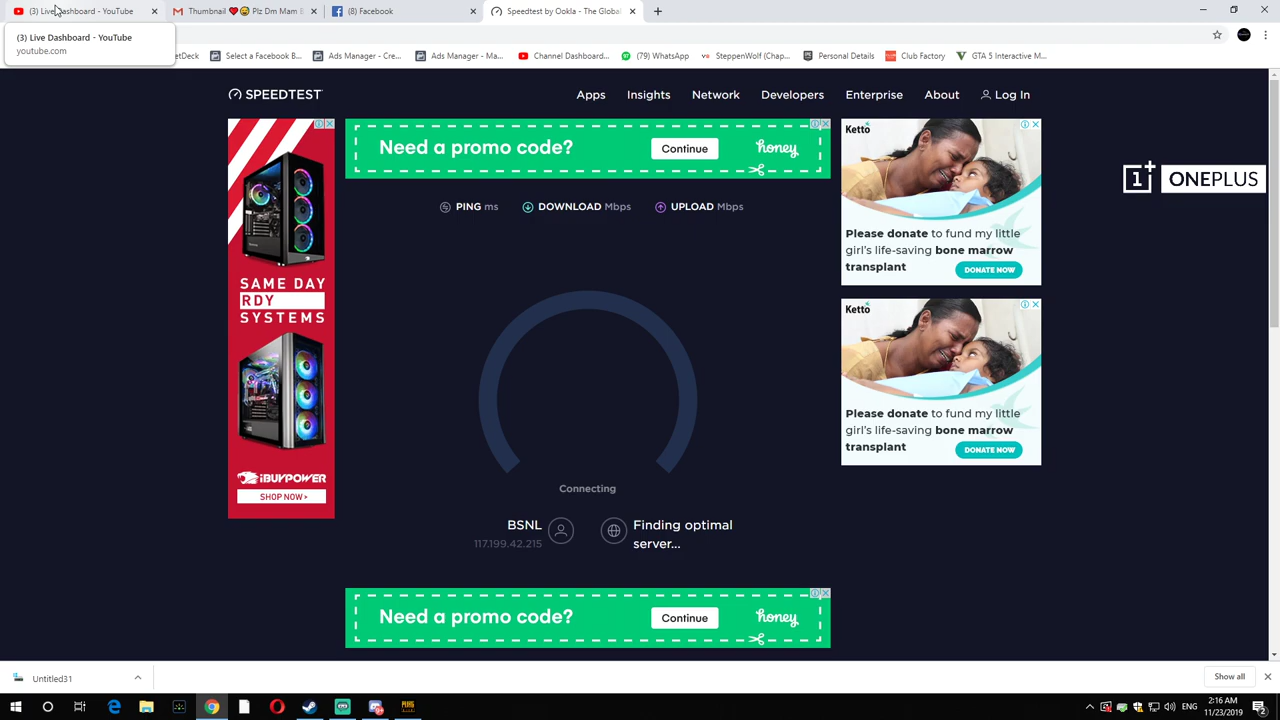 (3) Live Dashboard - YouTube
Thumbnail ❤😅 Plz Dm Mam B
(8) Facebook
Speedtest by Ookla - The Global
(3) Live Dashboard - YouTube
youtube.com
etDeck
Select a Facebook B...
Ads Manager - Cre...
Ads Manager - Ma...
Channel Dashboard...
(79) WhatsApp
SteppenWolf (Chap...
Personal Details
Club Factory
GTA 5 Interactive M...
SPEEDTEST
Apps
Insights
Network
Developers
Enterprise
About
Log In
Need a promo code?
Continue
honey
Ketto
Please donate to fund my little
girl's life-saving bone marrow
transplant
DONATE NOW
1+ ONEPLUS
PING ms
DOWNLOAD Mbps
UPLOAD Mbps
SAME DAY
RDY
SYSTEMS
iBUYPOWER
SHOP NOW >
Ketto
Please donate to fund my little
girl's life-saving bone marrow
transplant
DONATE NOW
Connecting
BSNL
117.199.42.215
Finding optimal
server...
Need a promo code?
Continue
honey
Untitled31
Show all
PUBG
ENG
2:16 AM
11/23/2019
2